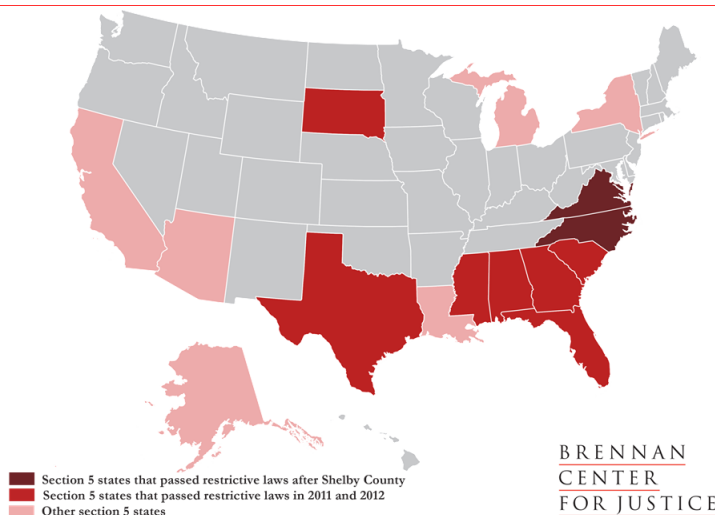 Section 5 states that passed restrictive laws after Shelby County
Section 5 states that passed restrictive laws in 2011 and 2012
Other section 5 states
BRENNAN
CENTER
FOR JUSTICE